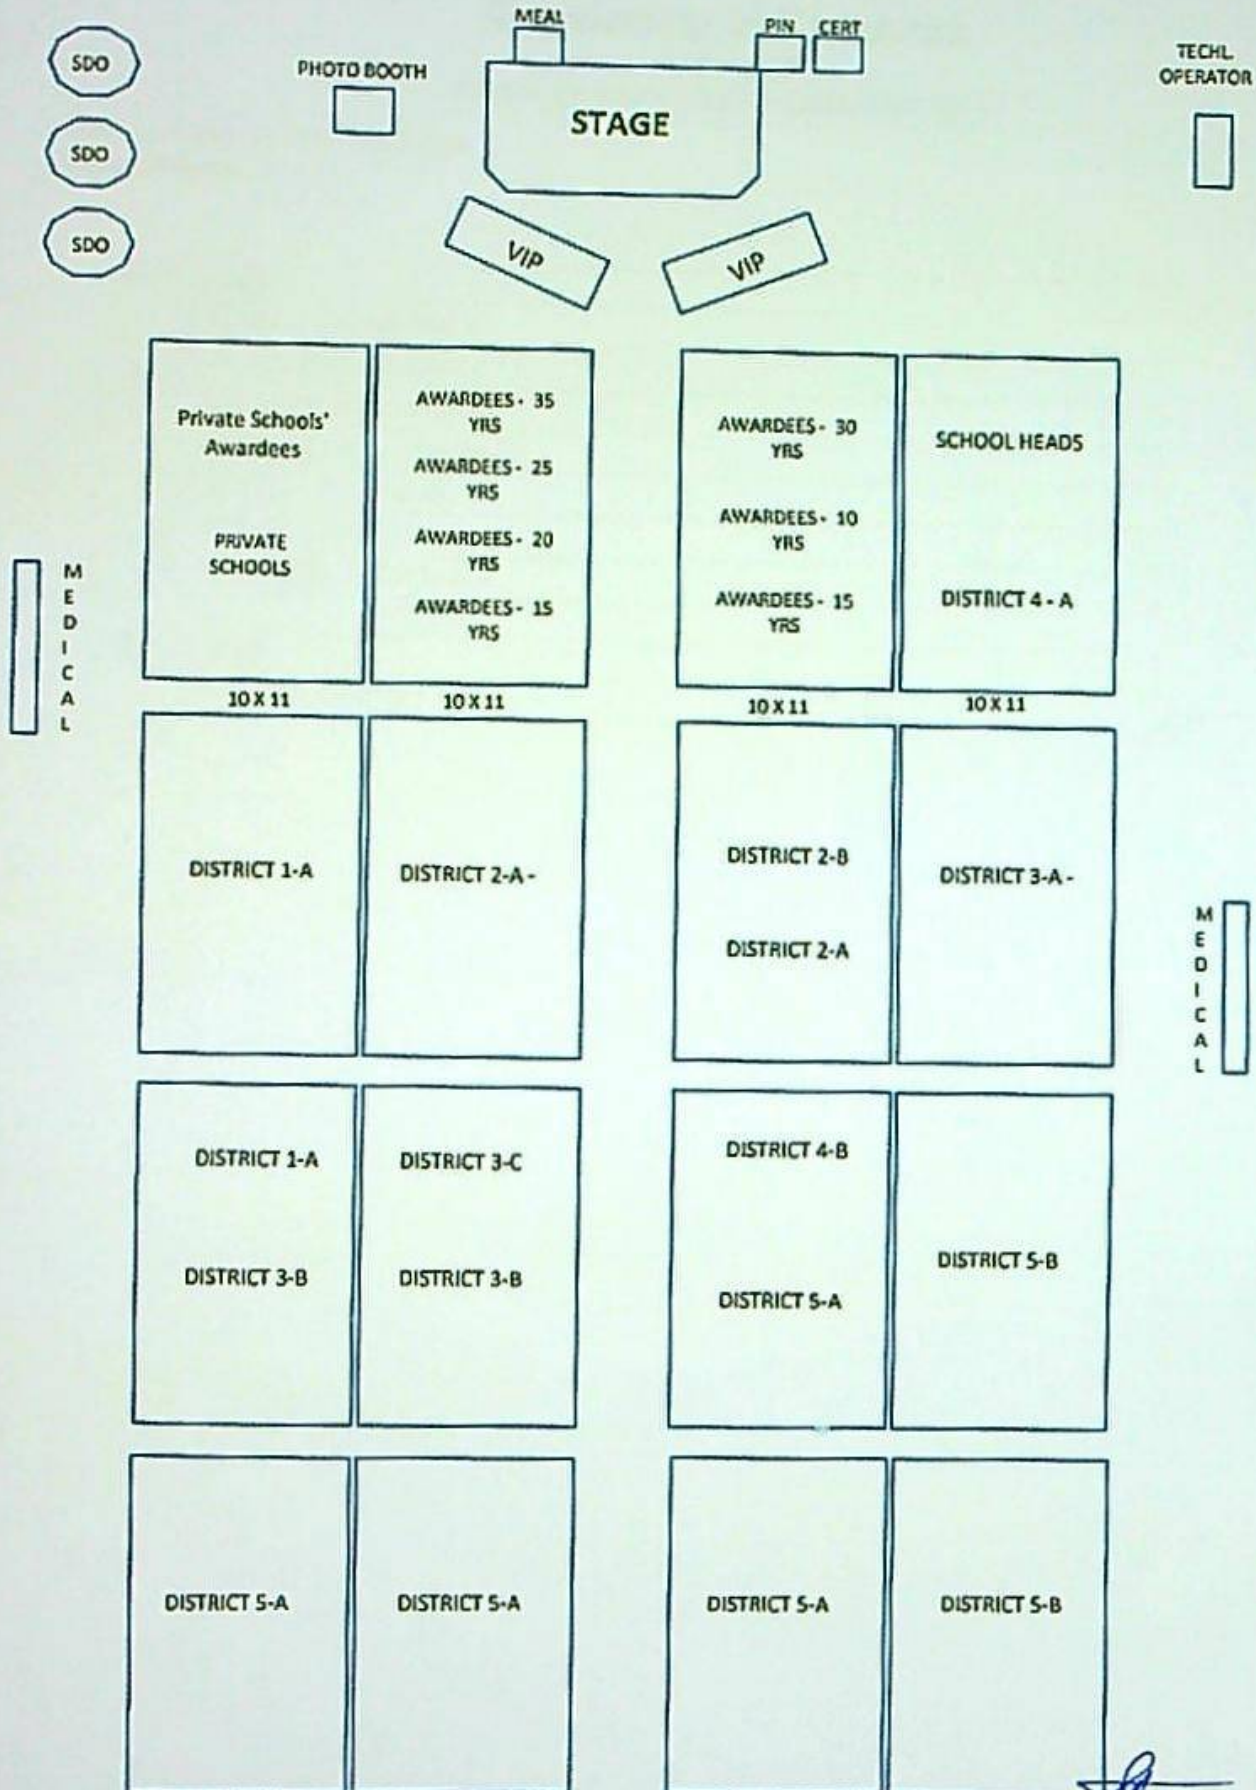 MEAL
PIN CERT
SDO
PHOTO BOOTH
TECHL
OPERATOR
STAGE
SDO
SDO
VIP
VIP
Private Schools'
Awardees
PRIVATE
SCHOOLS
AWARDEES - 35
YRS
AWARDEES - 25
YRS
AWARDEES - 20
YRS
AWARDEES - 15
YRS
AWARDEES - 30
YRS
AWARDEES - 10
YRS
AWARDEES - 15
YRS
SCHOOL HEADS
DISTRICT 4 - A
MEDICAL
10 X 11
10 X 11
10 X 11
10 X 11
DISTRICT 1-A
DISTRICT 2-A -
DISTRICT 2-B
DISTRICT 2-A
DISTRICT 3-A -
MEDICAL
DISTRICT 1-A
DISTRICT 3-B
DISTRICT 3-C
DISTRICT 3-B
DISTRICT 4-B
DISTRICT 5-A
DISTRICT 5-B
DISTRICT 5-A
DISTRICT 5-A
DISTRICT 5-A
DISTRICT 5-B